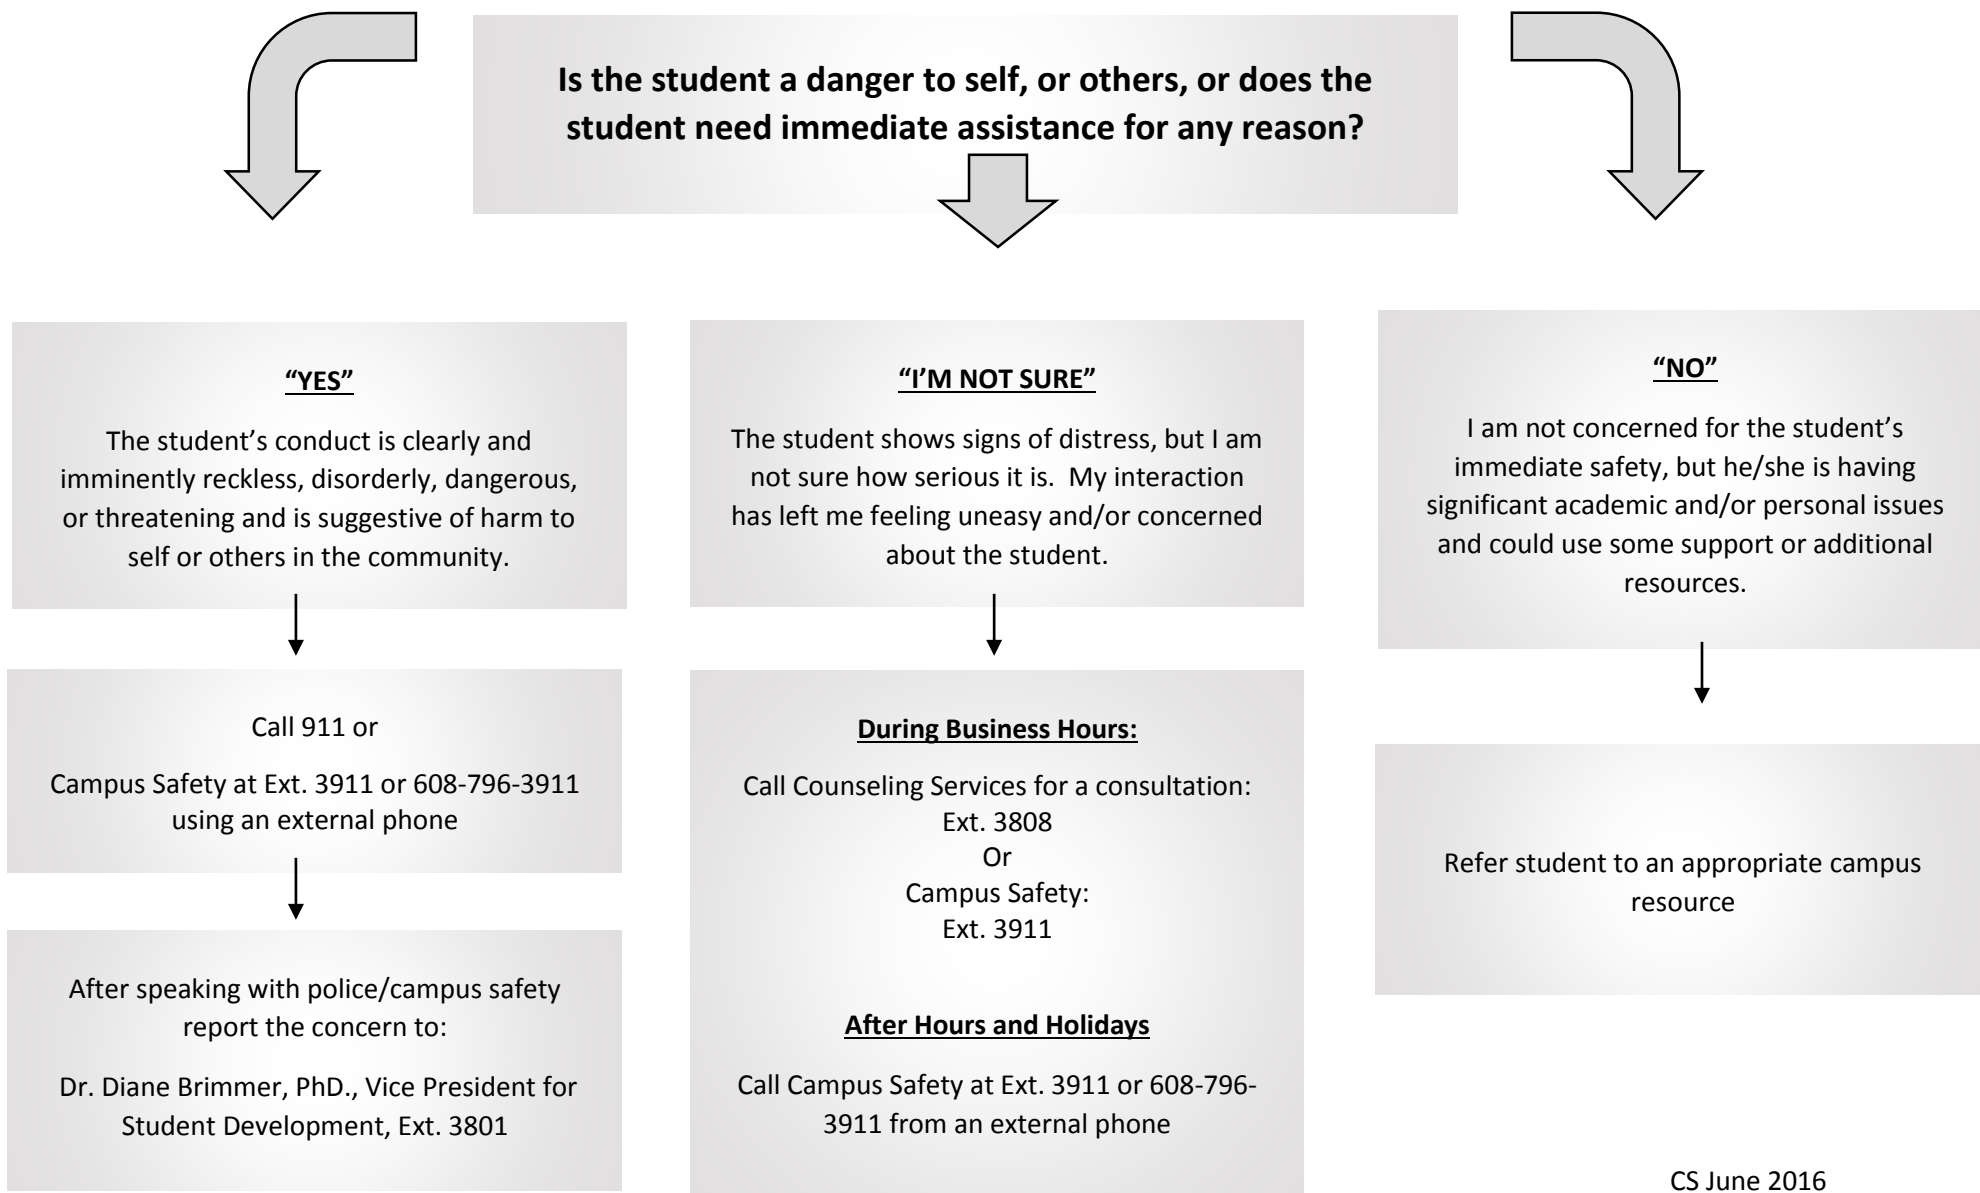 Is the student a danger to self, or others, or does the
student need immediate assistance for any reason?
“YES”
The student’s conduct is clearly and
imminently reckless, disorderly, dangerous,
or threatening and is suggestive of harm to
self or others in the community.
Call 911 or
Campus Safety at Ext. 3911 or 608-796-3911
using an external phone
After speaking with police/campus safety
report the concern to:
Dr. Diane Brimmer, PhD., Vice President for
Student Development, Ext. 3801
“I’M NOT SURE”
The student shows signs of distress, but I am
not sure how serious it is.  My interaction
has left me feeling uneasy and/or concerned
about the student.
During Business Hours:
Call Counseling Services for a consultation:
Ext. 3808
Or
Campus Safety:
Ext. 3911
After Hours and Holidays
Call Campus Safety at Ext. 3911 or 608-796-
3911 from an external phone
“NO”
I am not concerned for the student’s
immediate safety, but he/she is having
significant academic and/or personal issues
and could use some support or additional
resources.
Refer student to an appropriate campus
resource
CS June 2016